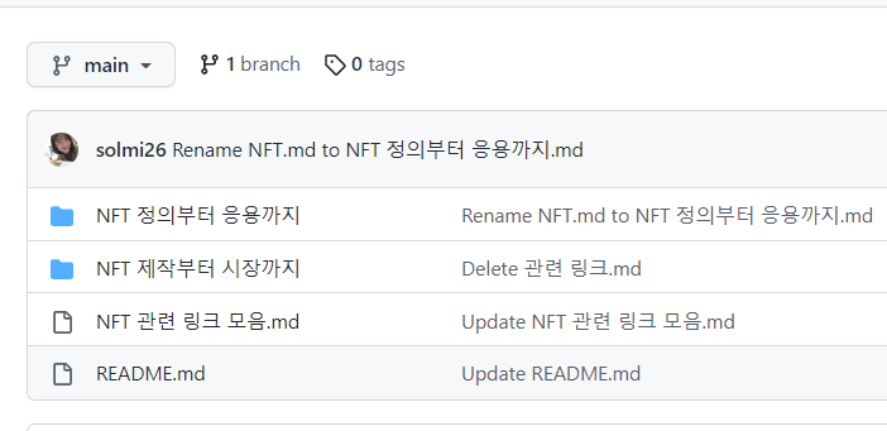 main 1 branch 0 tags
solmi26 Rename NFT.md to NFT 정의부터 응용까지.md
NFT 정의부터 응용까지 Rename NFT.md to NFT 정의부터 응용까지.md
NFT 제작부터 시장까지 Delete 관련 링크.md
NFT 관련 링크 모음.md Update NFT 관련 링크 모음.md
README.md Update README.md